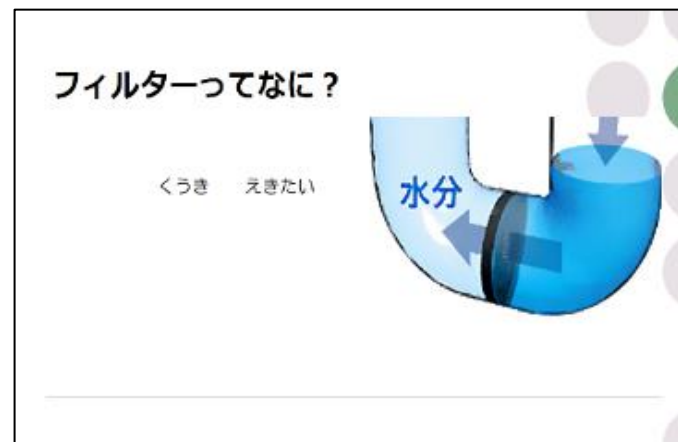 フィルターってなに？
くうき　えきたい
水分